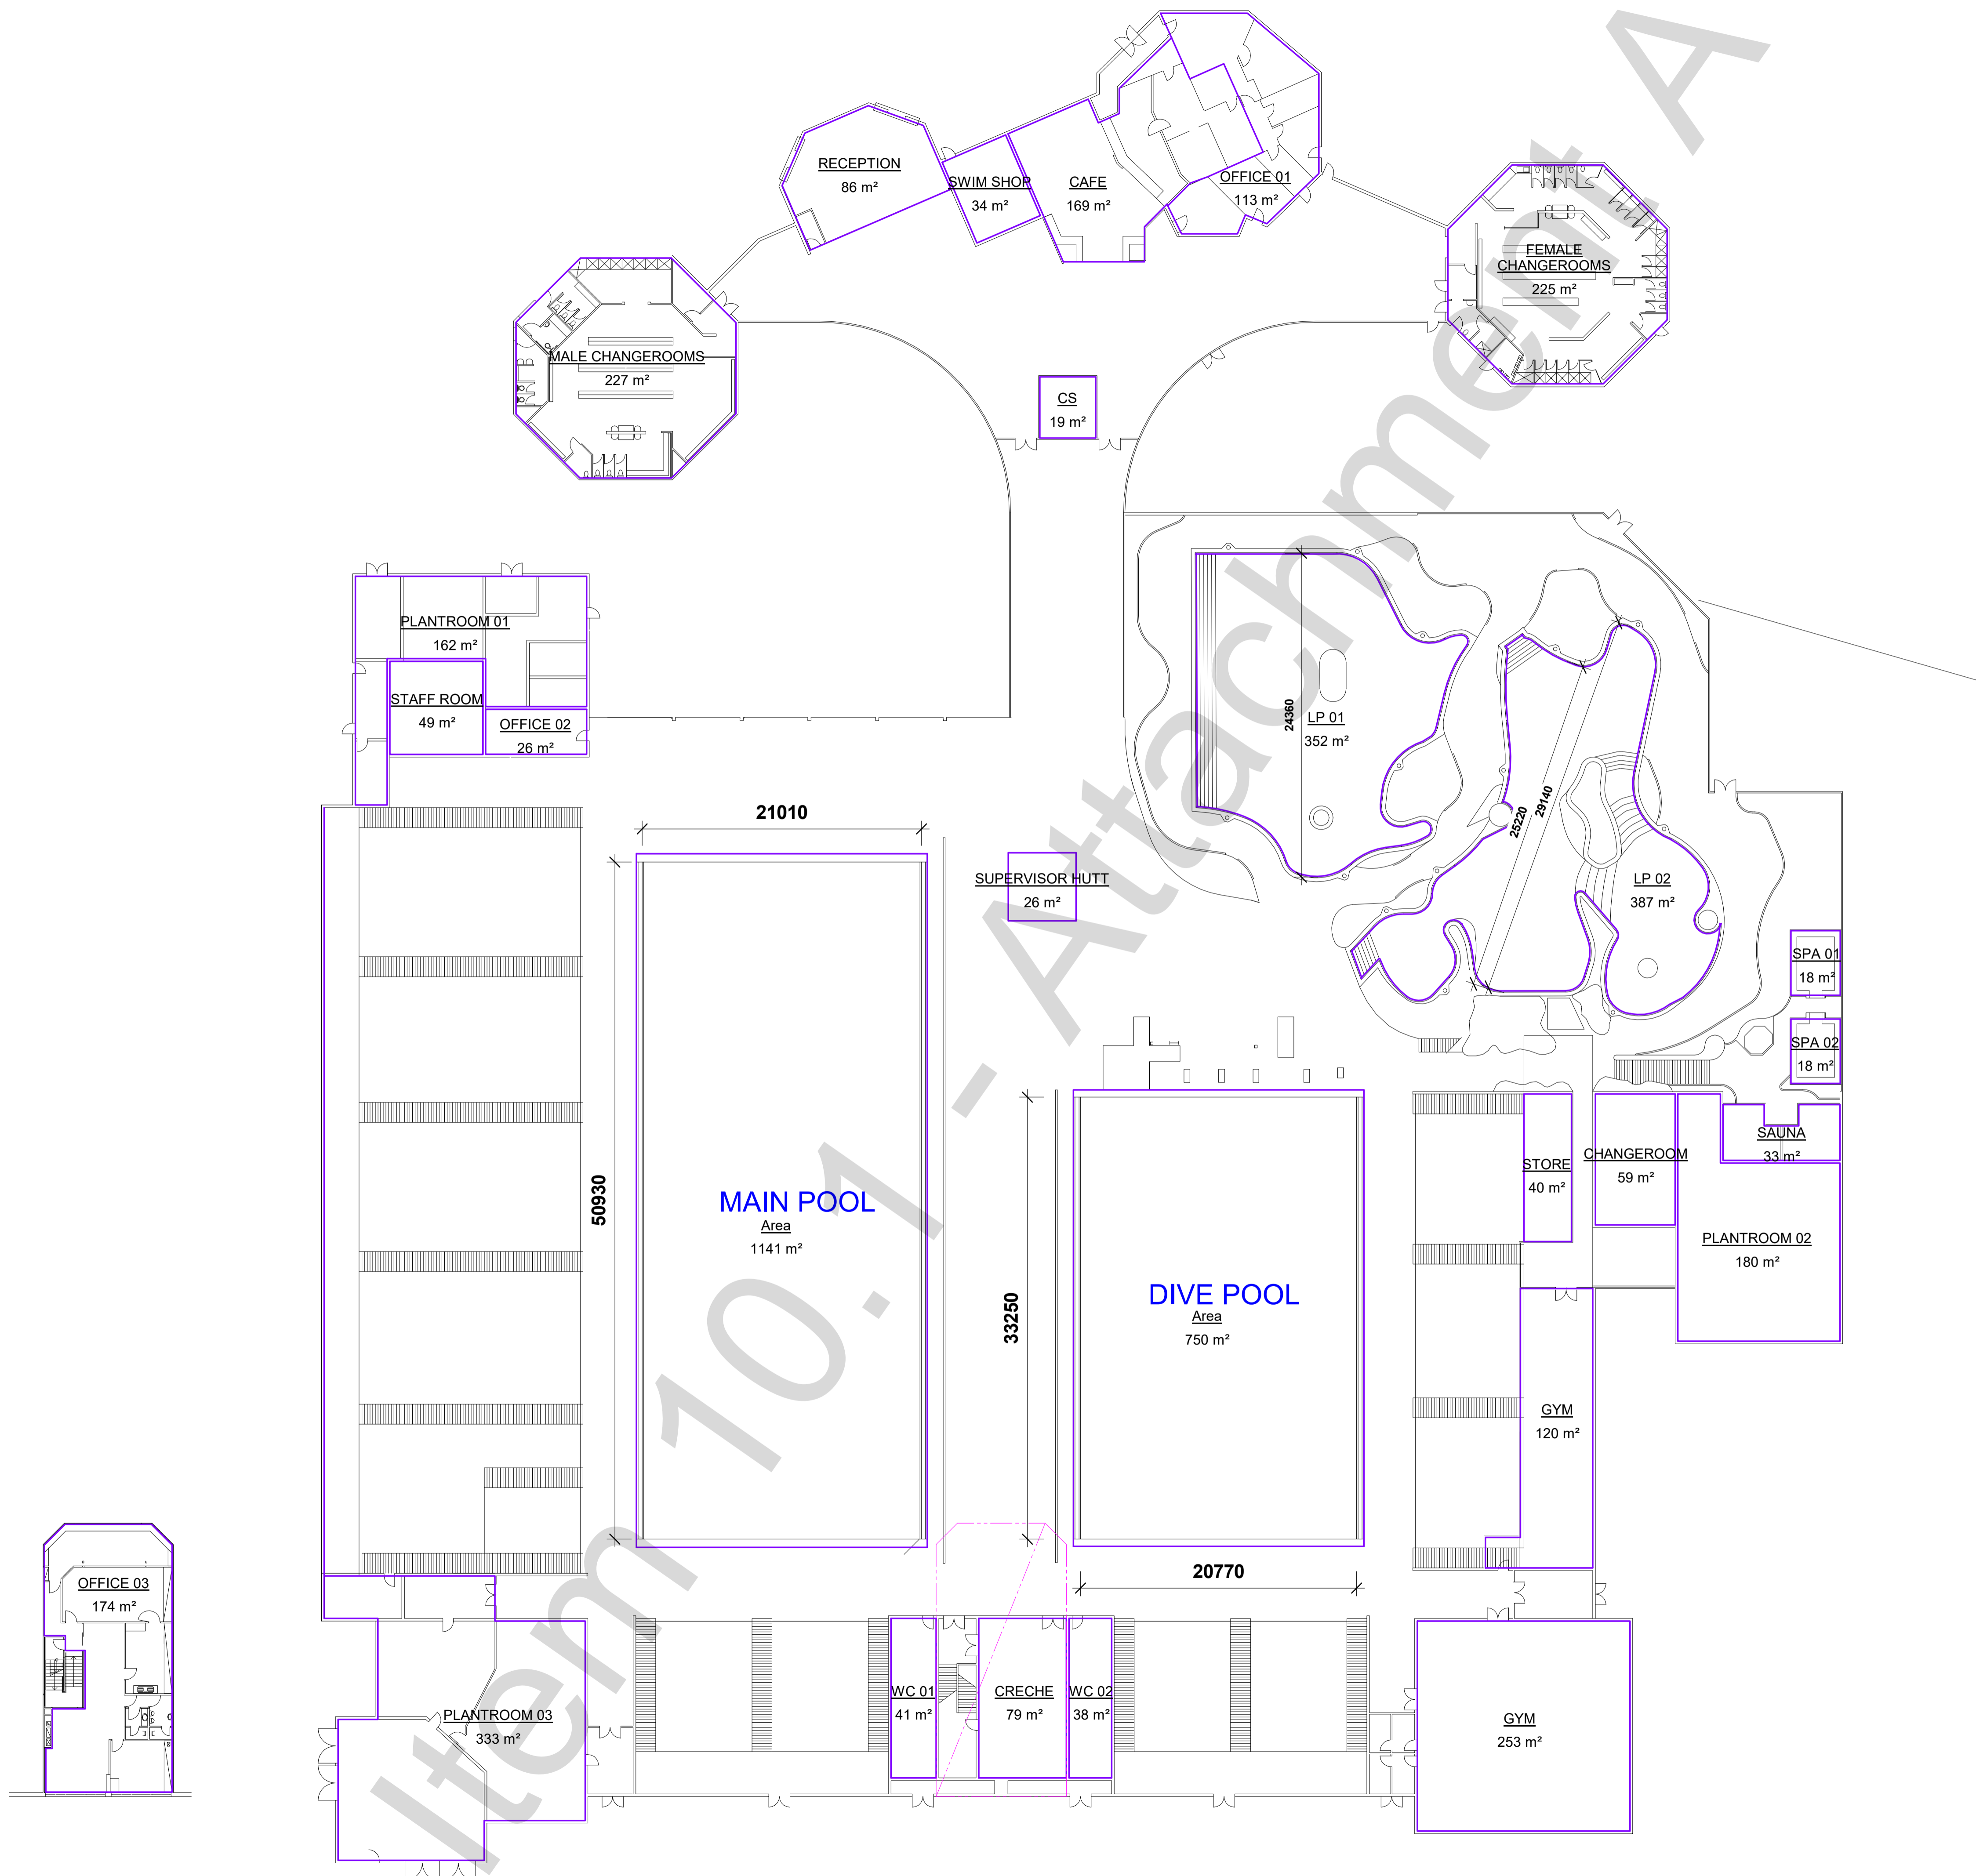 RECEPTION
86 m²
SWIM SHOP
34 m²
CAFE
169 m²
OFFICE 01
113 m²
FEMALE
CHANGEROOMS
225 m²
MALE CHANGEROOMS
227 m²
CS
19 m²
PLANTROOM 01
162 m²
STAFF ROOM
49 m²
OFFICE 02
26 m²
24360
LP 01
352 m²
25220
29140
LP 02
387 m²
21010
SUPERVISOR HUTT
26 m²
SPA 01
18 m²
SPA 02
18 m²
50930
MAIN POOL
Area
1141 m²
33250
DIVE POOL
Area
750 m²
20770
STORE
40 m²
CHANGEROOM
59 m²
SAUNA
33 m²
PLANTROOM 02
180 m²
GYM
120 m²
OFFICE 03
174 m²
PLANTROOM 03
333 m²
WC 01
41 m²
CRECHE
79 m²
WC 02
38 m²
GYM
253 m²
Item 10.1 - Attachment A